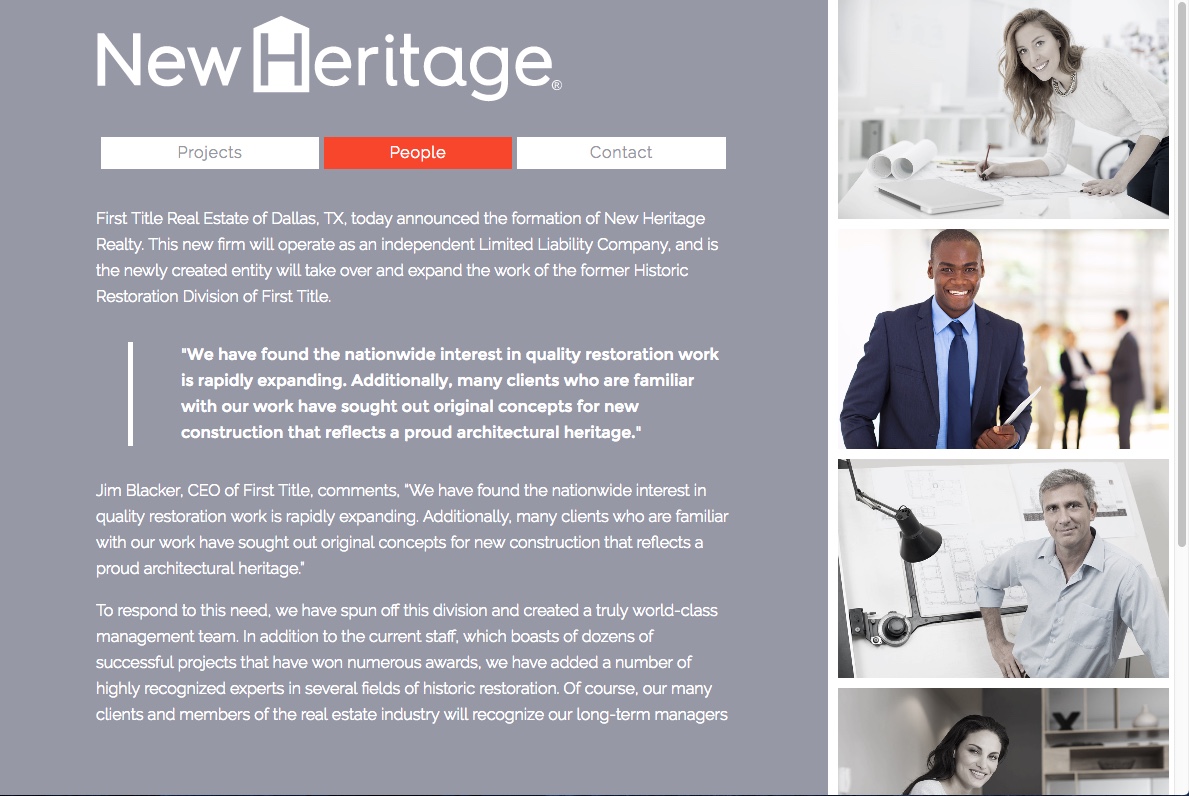 New Heritage®
Projects People Contact
First Title Real Estate of Dallas, TX, today announced the formation of New Heritage
Realty. This new firm will operate as an independent Limited Liability Company, and is
the newly created entity will take over and expand the work of the former Historic
Restoration Division of First Title.
"We have found the nationwide interest in quality restoration work
is rapidly expanding. Additionally, many clients who are familiar
with our work have sought out original concepts for new
construction that reflects a proud architectural heritage."
Jim Blacker, CEO of First Title, comments, "We have found the nationwide interest in
quality restoration work is rapidly expanding. Additionally, many clients who are familiar
with our work have sought out original concepts for new construction that reflects a
proud architectural heritage."
To respond to this need, we have spun off this division and created a truly world-class
management team. In addition to the current staff, which boasts of dozens of
successful projects that have won numerous awards, we have added a number of
highly recognized experts in several fields of historic restoration. Of course, our many
clients and members of the real estate industry will recognize our long-term managers